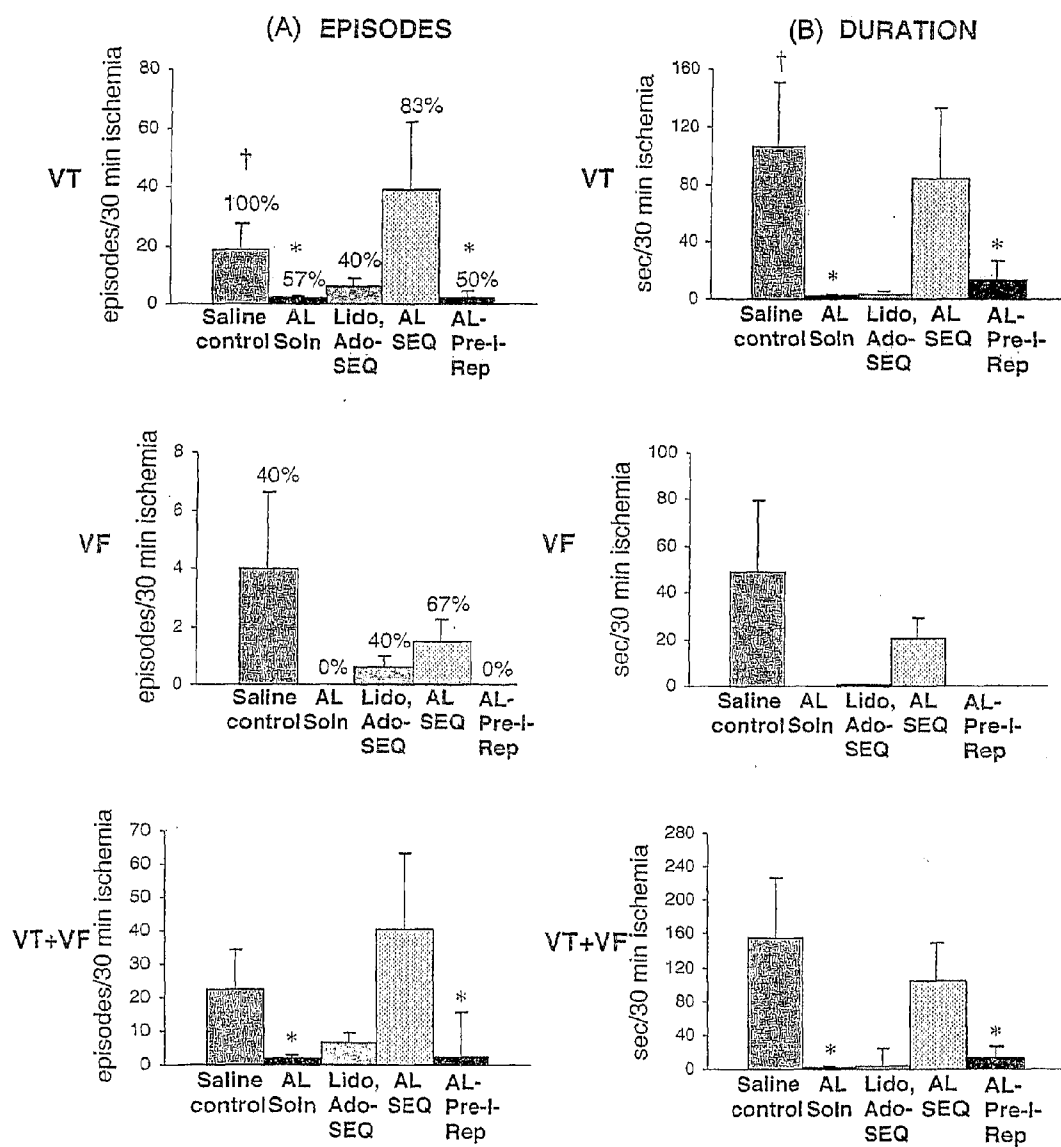 (A) EPISODES
(B) DURATION
VT
episodes/30 min ischemia
80
60
40
20
0
†
100%
*
57%
40%
83%
*
50%
Saline control
AL Soln
Lido, Ado- SEQ
AL SEQ
AL- Pre-I- Rep
VT
sec/30 min ischemia
160
120
80
40
0
†
*
*
Saline control
AL Soln
Lido, Ado- SEQ
AL SEQ
AL- Pre-I- Rep
VF
episodes/30 min ischemia
8
6
4
2
0
40%
0%
40%
67%
0%
Saline control
AL Soln
Lido, Ado- SEQ
AL SEQ
AL- Pre-I- Rep
VF
sec/30 min ischemia
100
80
60
40
20
0
Saline control
AL Soln
Lido, Ado- SEQ
AL SEQ
AL- Pre-I- Rep
VT+VF
episodes/30 min ischemia
70
60
50
40
30
20
10
0
*
*
Saline control
AL Soln
Lido, Ado- SEQ
AL SEQ
AL- Pre-I- Rep
VT+VF
sec/30 min ischemia
280
240
200
160
120
80
40
0
*
*
Saline control
AL Soln
Lido, Ado- SEQ
AL SEQ
AL- Pre-I- Rep